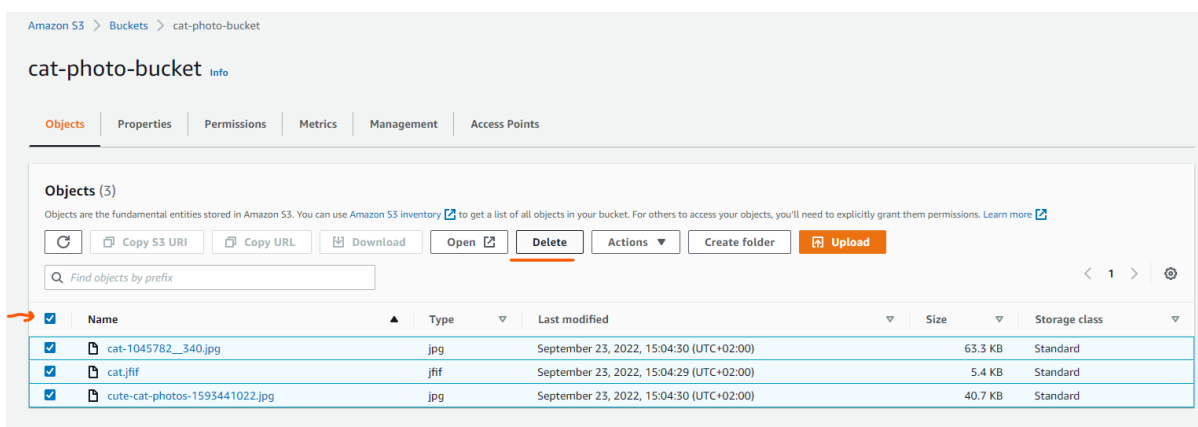 Amazon S3 > Buckets > cat-photo-bucket
cat-photo-bucket Info
Objects Properties Permissions Metrics Management Access Points
Objects (3)
Objects are the fundamental entities stored in Amazon S3. You can use Amazon S3 inventory to get a list of all objects in your bucket. For others to access your objects, you'll need to explicitly grant them permissions. Learn more
Copy S3 URI Copy URL Download Open Delete Actions Create folder Upload
Find objects by prefix < 1 >
Name Type Last modified Size Storage class
cat-1045782__340.jpg jpg September 23, 2022, 15:04:30 (UTC+02:00) 63.3 KB Standard
cat.jfif jfif September 23, 2022, 15:04:29 (UTC+02:00) 5.4 KB Standard
cute-cat-photos-1593441022.jpg jpg September 23, 2022, 15:04:30 (UTC+02:00) 40.7 KB Standard